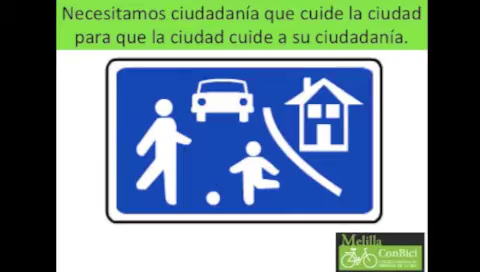 Necesitamos ciudadanía que cuide la ciudad
para que la ciudad cuide a su ciudadanía.
Melilla
ConBici